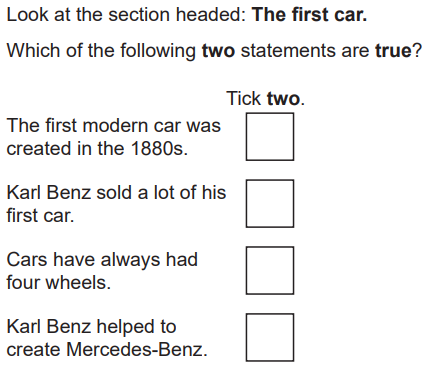 Look at the section headed: The first car.
Which of the following two statements are true?
Tick two.
The first modern car was
created in the 1880s.
Karl Benz sold a lot of his
first car.
Cars have always had
four wheels.
Karl Benz helped to
create Mercedes-Benz.